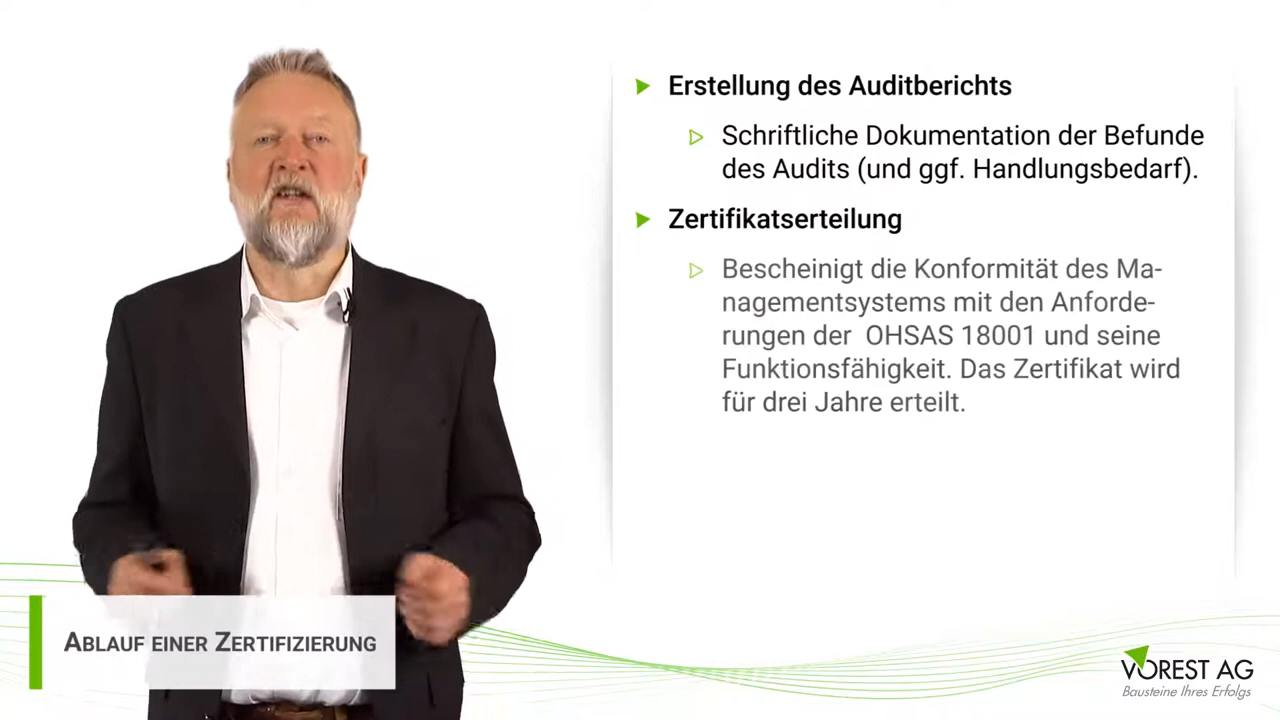 Erstellung des Auditberichts
Schriftliche Dokumentation der Befunde
des Audits (und ggf. Handlungsbedarf).
Zertifikatserteilung
Bescheinigt die Konformität des Ma-
nagementsystems mit den Anforde-
rungen der OHSAS 18001 und seine
Funktionsfähigkeit. Das Zertifikat wird
für drei Jahre erteilt.
ABLAUF EINER ZERTIFIZIERUNG
VOREST AG
Bausteine Ihres Erfolgs